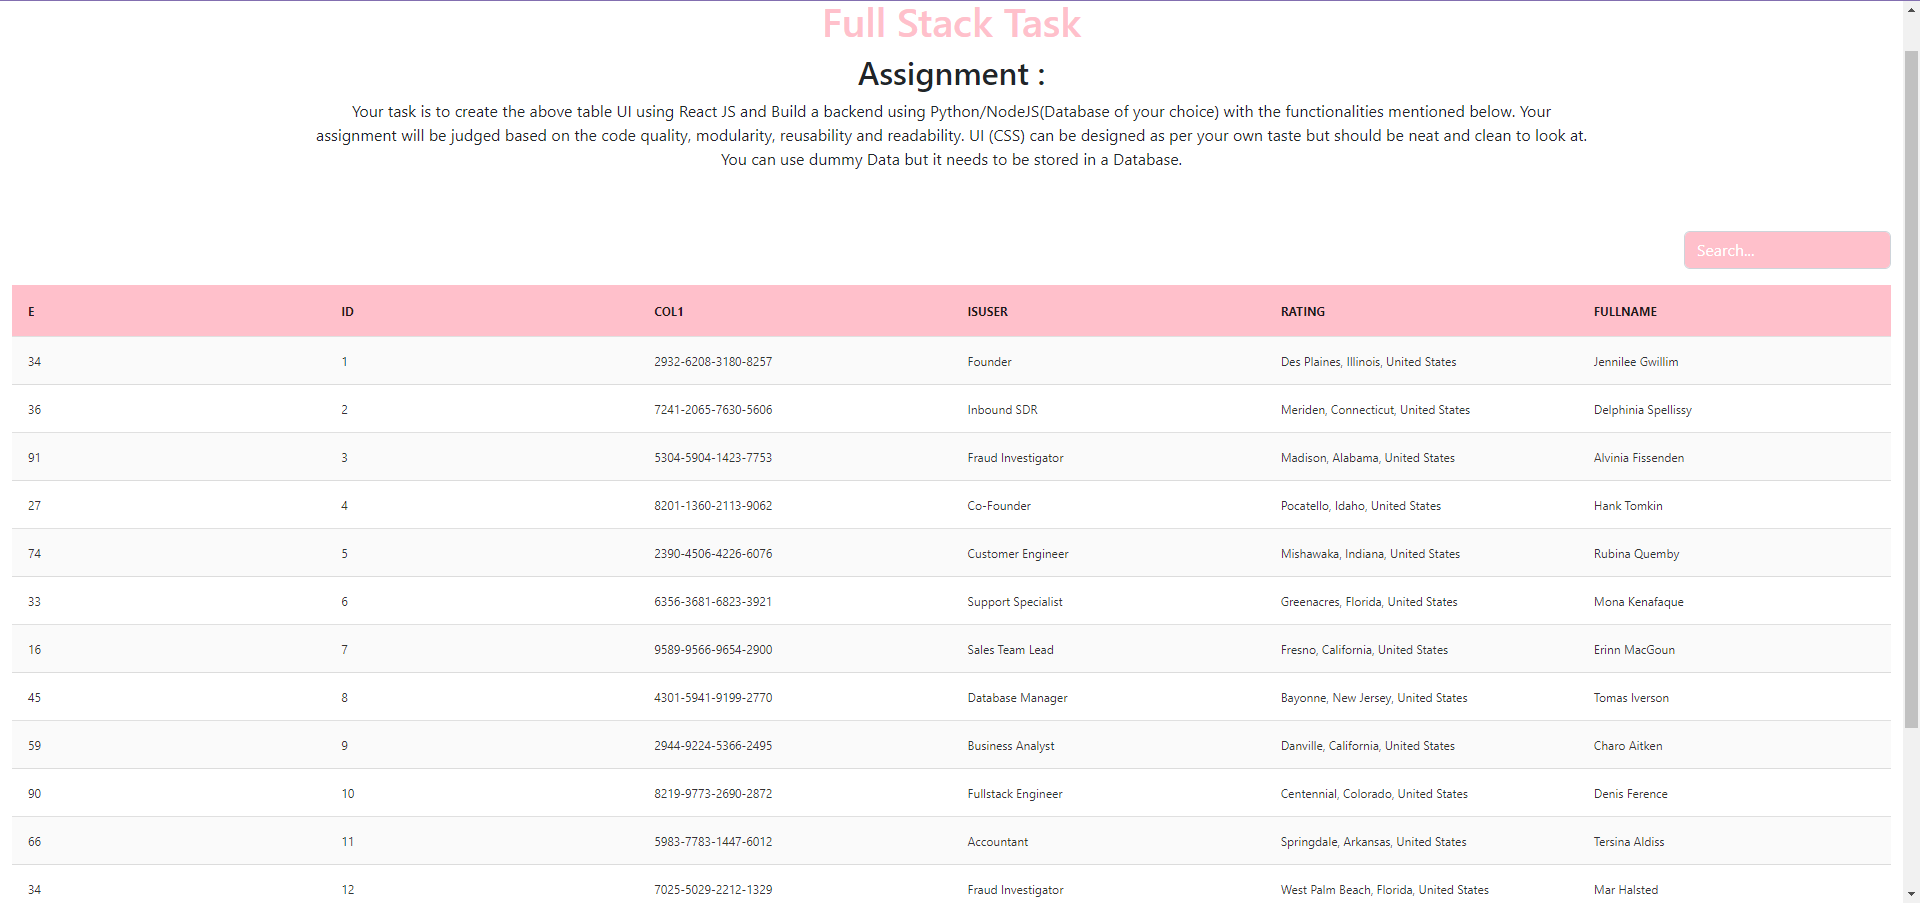 Full Stack Task
Assignment :
Your task is to create the above table UI using React JS and Build a backend using Python/NodeJS(Database of your choice) with the functionalities mentioned below. Your
assignment will be judged based on the code quality, modularity, reusability and readability. UI (CSS) can be designed as per your own taste but should be neat and clean to look at.
You can use dummy Data but it needs to be stored in a Database.
Search...
E ID COL1 ISUSER RATING FULLNAME
34 1 2932-6208-3180-8257 Founder Des Plaines, Illinois, United States Jennilee Gwillim
36 2 7241-2065-7630-5606 Inbound SDR Meriden, Connecticut, United States Delphinia Spellissy
91 3 5304-5904-1423-7753 Fraud Investigator Madison, Alabama, United States Alvinia Fissenden
27 4 8201-1360-2113-9062 Co-Founder Pocatello, Idaho, United States Hank Tomkin
74 5 2390-4506-4226-6076 Customer Engineer Mishawaka, Indiana, United States Rubina Quemby
33 6 6356-3681-6823-3921 Support Specialist Greenacres, Florida, United States Mona Kenafaque
16 7 9589-9566-9654-2900 Sales Team Lead Fresno, California, United States Erinn MacGoun
45 8 4301-5941-9199-2770 Database Manager Bayonne, New Jersey, United States Tomas Iverson
59 9 2944-9224-5366-2495 Business Analyst Danville, California, United States Charo Aitken
90 10 8219-9773-2690-2872 Fullstack Engineer Centennial, Colorado, United States Denis Ference
66 11 5983-7783-1447-6012 Accountant Springdale, Arkansas, United States Tersina Aldiss
34 12 7025-5029-2212-1329 Fraud Investigator West Palm Beach, Florida, United States Mar Halsted